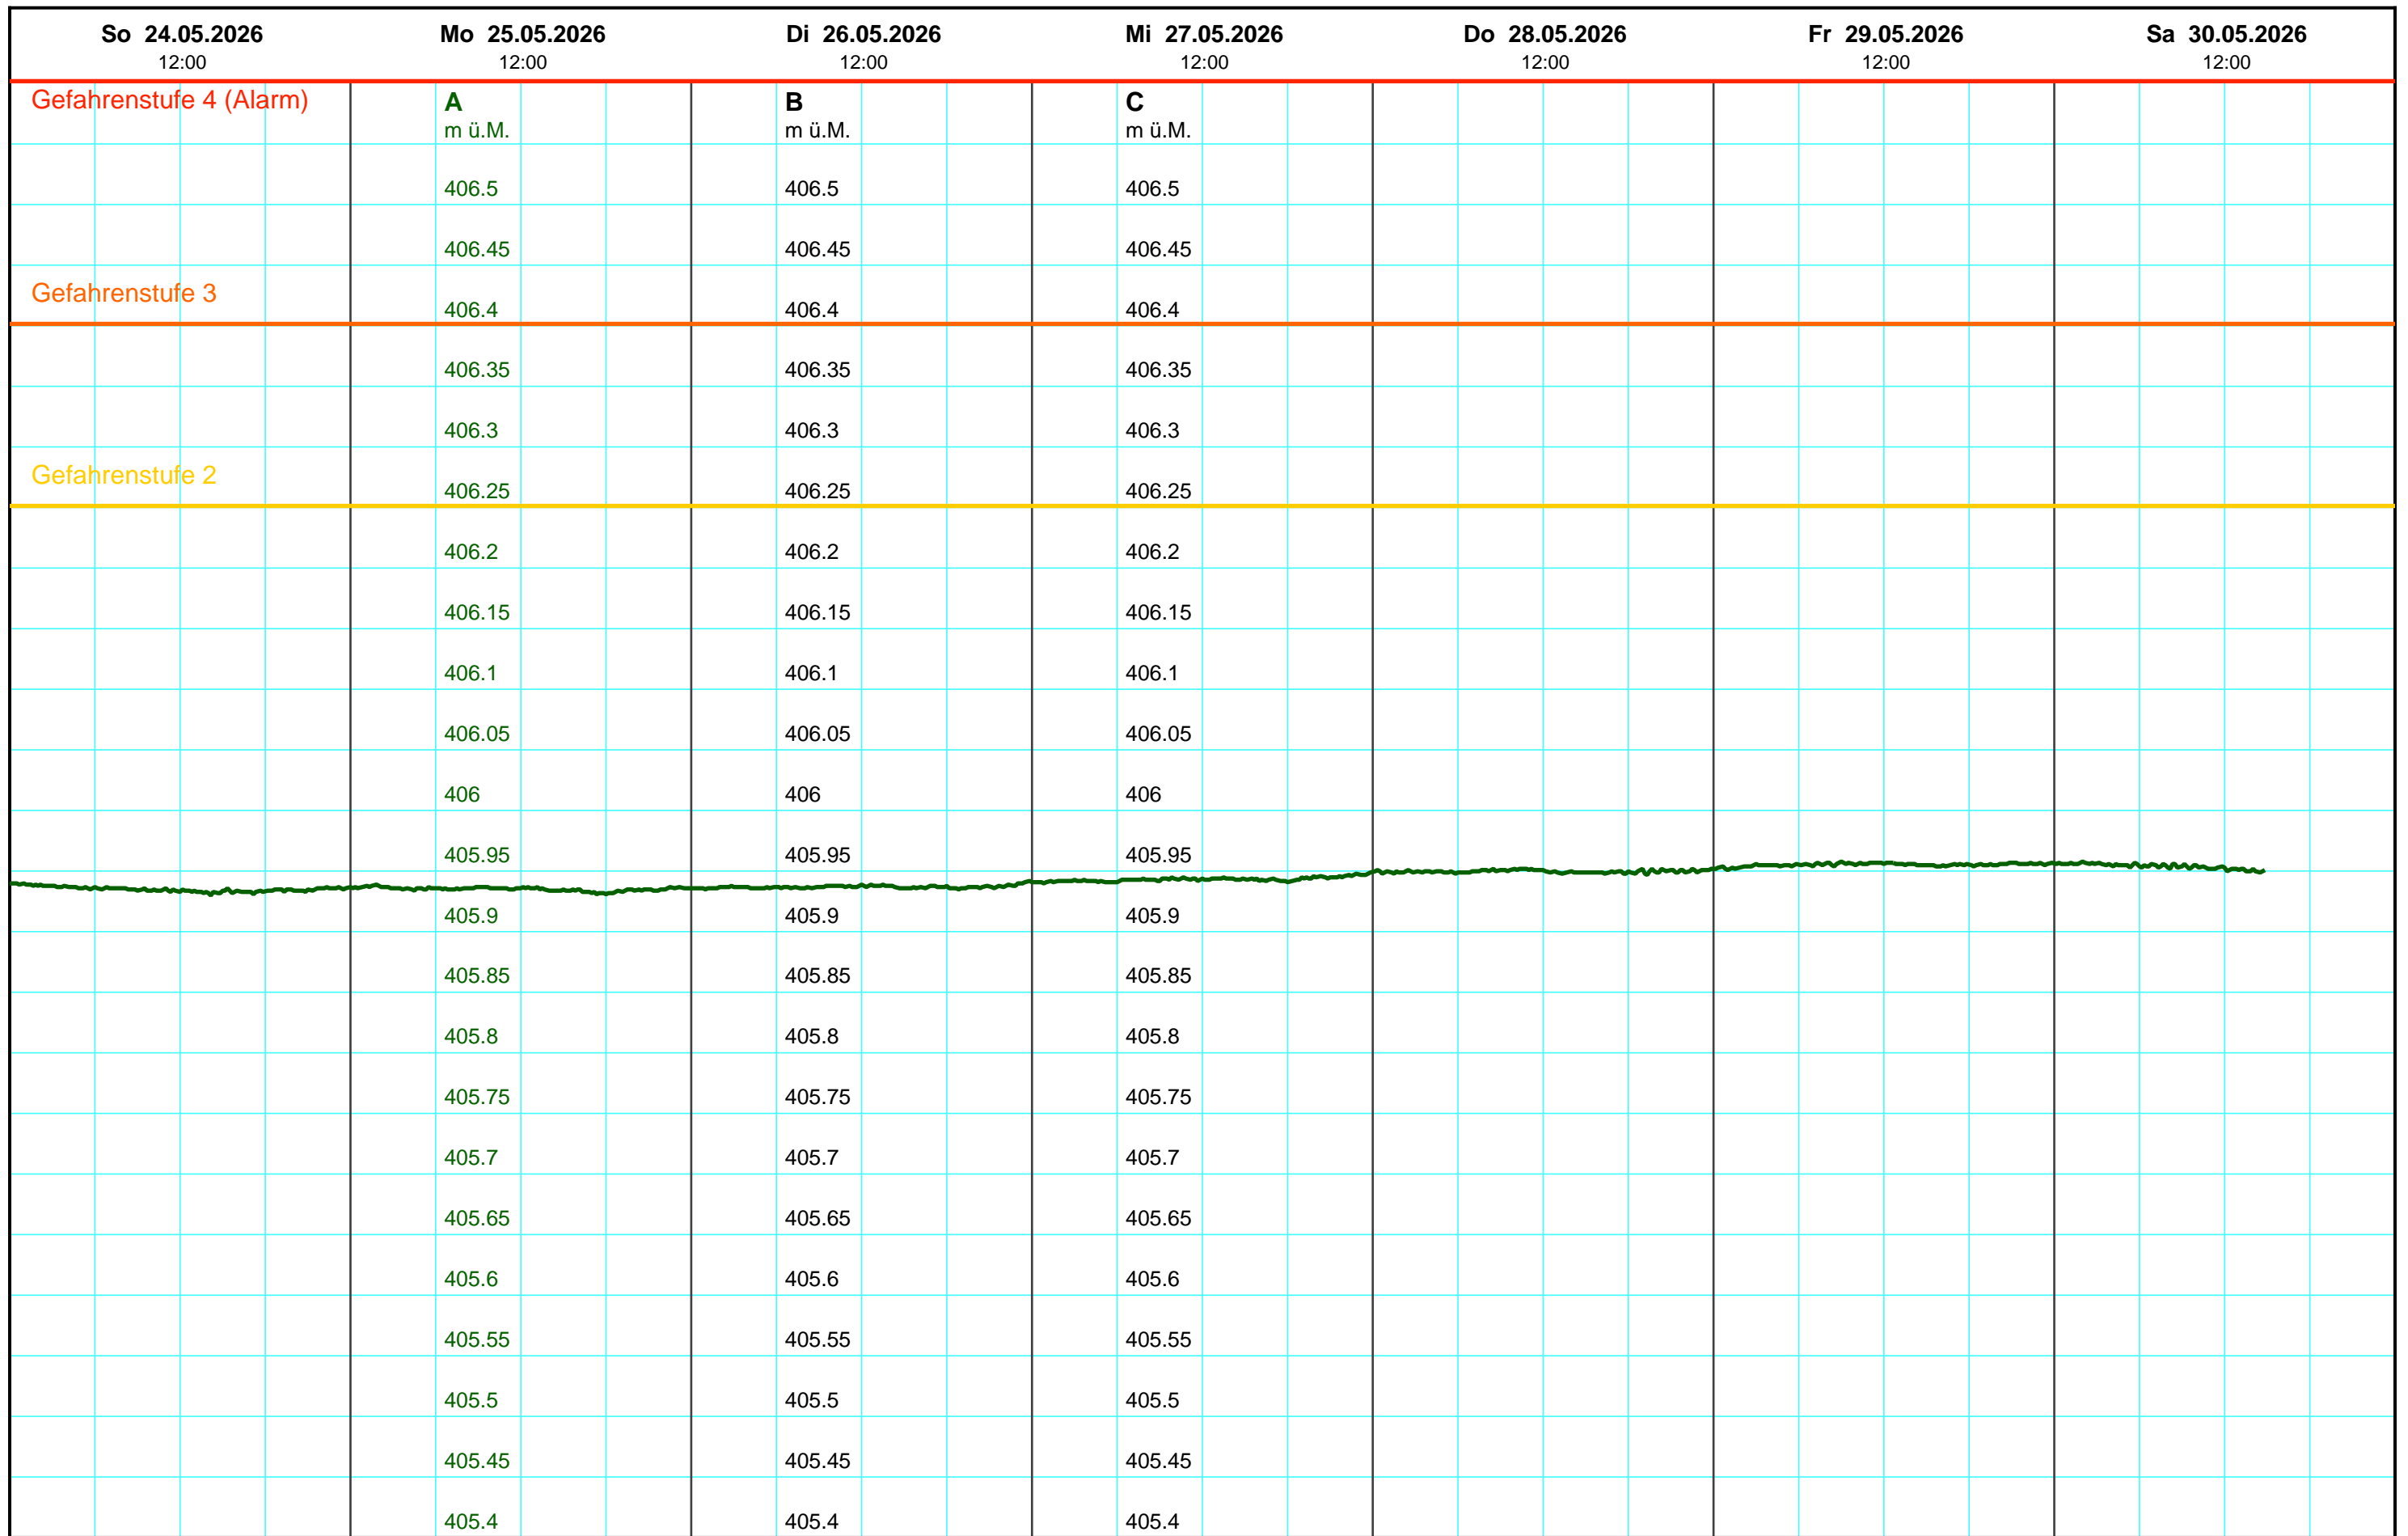 So 24.05.2026 Mo 25.05.2026 Di 26.05.2026 Mi 27.05.2026 Do 28.05.2026 Fr 29.05.2026 Sa 30.05.2026
12:00 12:00 12:00 12:00 12:00 12:00 12:00
Gefahrenstufe 4 (Alarm) A B C
m ü.M. m ü.M. m ü.M.
406.5 406.5 406.5
406.45 406.45 406.45
Gefahrenstufe 3
406.4 406.4 406.4
406.35 406.35 406.35
406.3 406.3 406.3
Gefahrenstufe 2
406.25 406.25 406.25
406.2 406.2 406.2
406.15 406.15 406.15
406.1 406.1 406.1
406.05 406.05 406.05
406 406 406
405.95 405.95 405.95
405.9 405.9 405.9
405.85 405.85 405.85
405.8 405.8 405.8
405.75 405.75 405.75
405.7 405.7 405.7
405.65 405.65 405.65
405.6 405.6 405.6
405.55 405.55 405.55
405.5 405.5 405.5
405.45 405.45 405.45
405.4 405.4 405.4